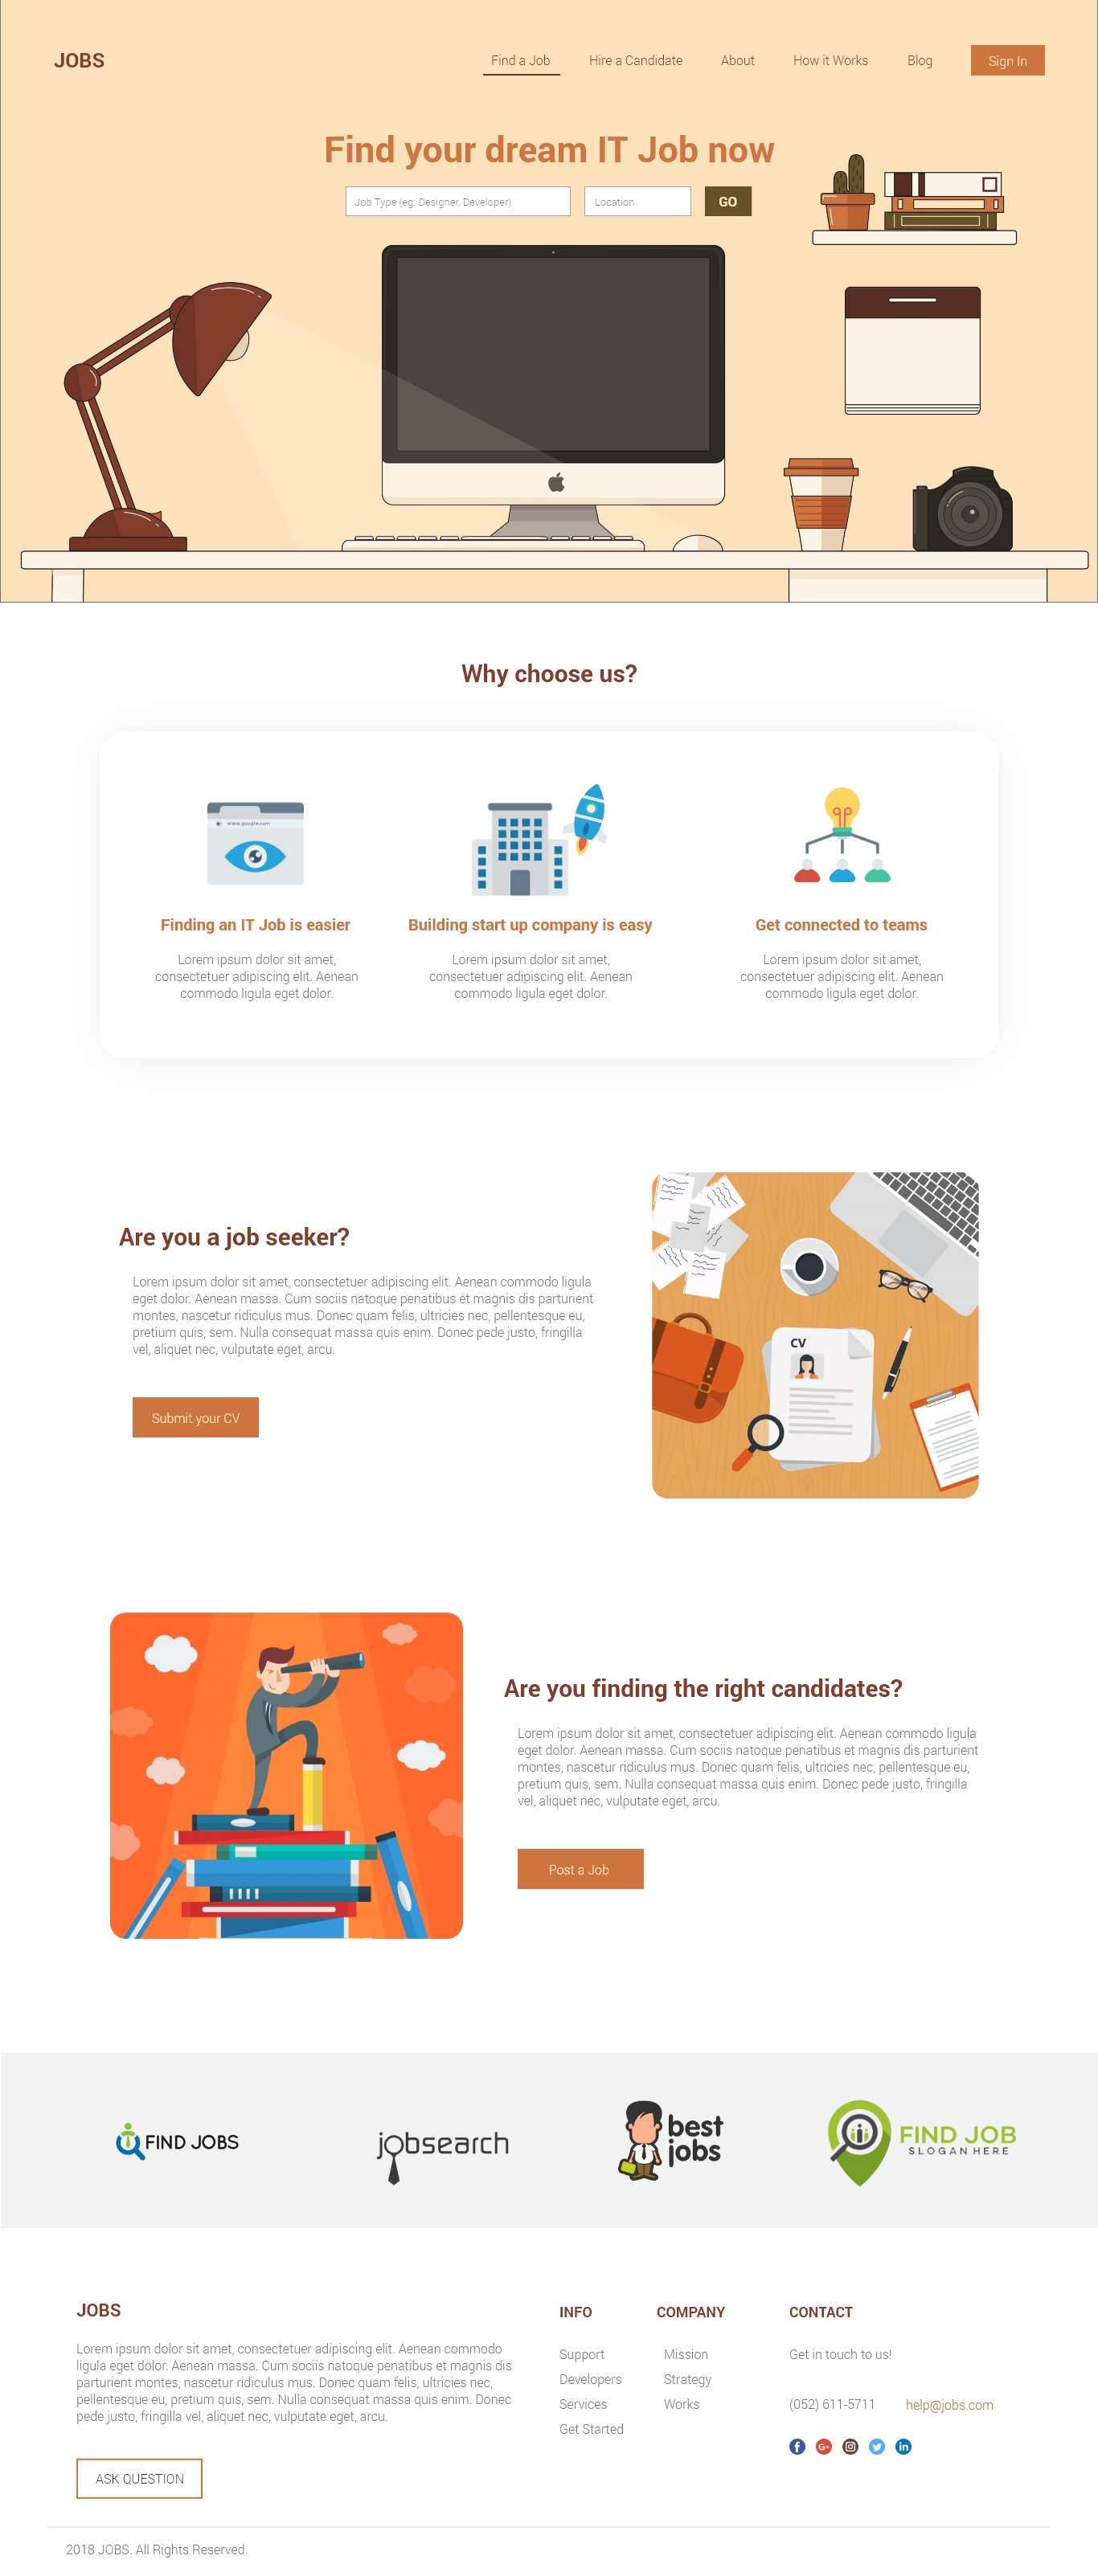 JOBS
Find a Job
Hire a Candidate
About
How it Works
Blog
Sign In
Find your dream IT Job now
Job Type (eg: Designer, Developer)
Location
GO
Why choose us?
www.google.com
Finding an IT Job is easier
Lorem ipsum dolor sit amet,
consectetuer adipiscing elit. Aenean
commodo ligula eget dolor.
Building start up company is easy
Lorem ipsum dolor sit amet,
consectetuer adipiscing elit. Aenean
commodo ligula eget dolor.
Get connected to teams
Lorem ipsum dolor sit amet,
consectetuer adipiscing elit. Aenean
commodo ligula eget dolor.
Are you a job seeker?
Lorem ipsum dolor sit amet, consectetuer adipiscing elit. Aenean commodo ligula
eget dolor. Aenean massa. Cum sociis natoque penatibus et magnis dis parturient
montes, nascetur ridiculus mus. Donec quam felis, ultricies nec, pellentesque eu,
pretium quis, sem. Nulla consequat massa quis enim. Donec pede justo, fringilla
vel, aliquet nec, vulputate eget, arcu.
Submit your CV
CV
Are you finding the right candidates?
Lorem ipsum dolor sit amet, consectetuer adipiscing elit. Aenean commodo ligula
eget dolor. Aenean massa. Cum sociis natoque penatibus et magnis dis parturient
montes, nascetur ridiculus mus. Donec quam felis, ultricies nec, pellentesque eu,
pretium quis, sem. Nulla consequat massa quis enim. Donec pede justo, fringilla
vel, aliquet nec, vulputate eget, arcu.
Post a Job
FIND JOBS
jobsearch
best
jobs
FIND JOB
SLOGAN HERE
JOBS
Lorem ipsum dolor sit amet, consectetuer adipiscing elit. Aenean commodo
ligula eget dolor. Aenean massa. Cum sociis natoque penatibus et magnis dis
parturient montes, nascetur ridiculus mus. Donec quam felis, ultricies nec,
pellentesque eu, pretium quis, sem. Nulla consequat massa quis enim. Donec
pede justo, fringilla vel, aliquet nec, vulputate eget, arcu.
ASK QUESTION
INFO
Support
Developers
Services
Get Started
COMPANY
Mission
Strategy
Works
CONTACT
Get in touch to us!
(052) 611-5711
help@jobs.com
2018 JOBS. All Rights Reserved.